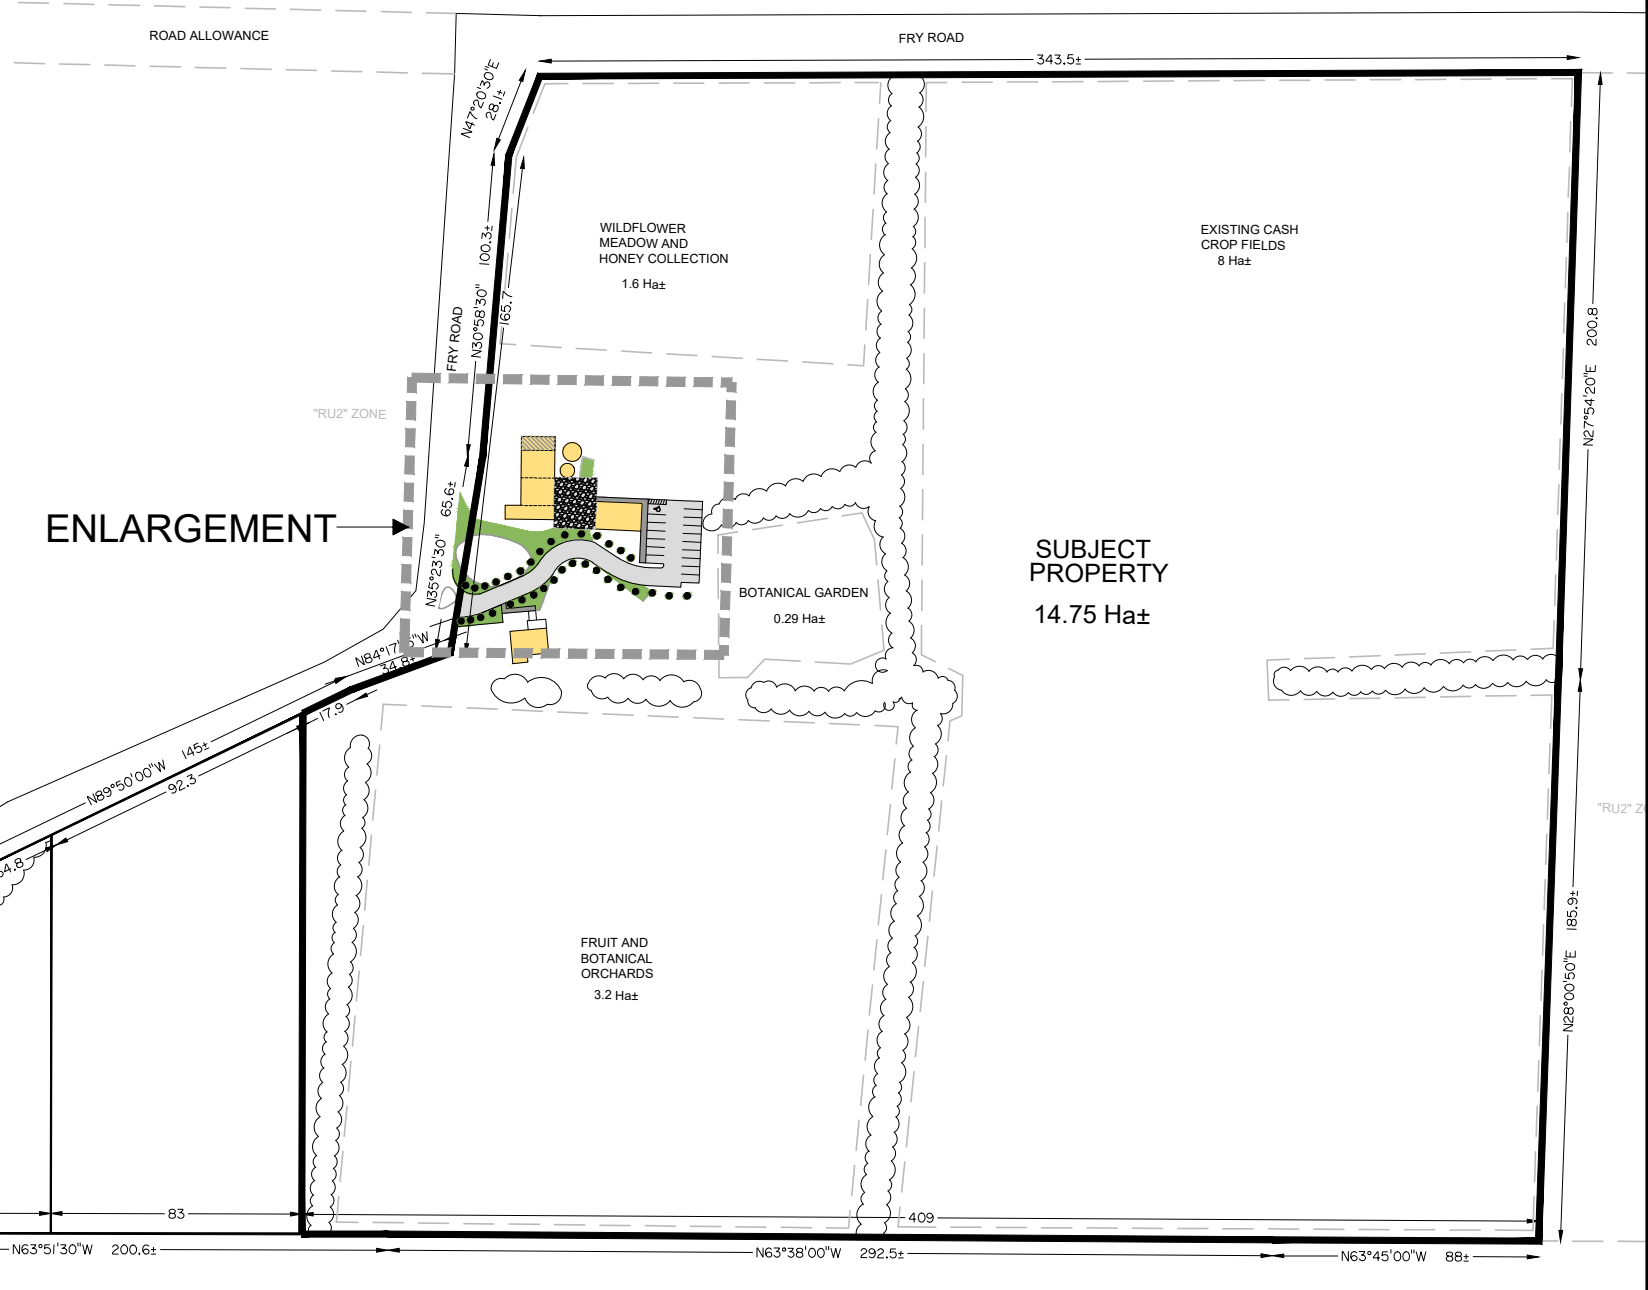 ROAD ALLOWANCE
FRY ROAD
343.5±
N47°20'30"E
28.1±
100.3±
N30°58'30"
165.7
FRY ROAD
WILDFLOWER
MEADOW AND
HONEY COLLECTION
1.6 Ha±
EXISTING CASH
CROP FIELDS
8 Ha±
N27°54'20"E 200.8
"RU2" ZONE
ENLARGEMENT
65.6±
N35°23'30"
SUBJECT
PROPERTY
14.75 Ha±
BOTANICAL GARDEN
0.29 Ha±
34.8±
17.9
N89°50'00"W 145±
92.3
"RU2"
185.9±
N28°00'50"E
FRUIT AND
BOTANICAL
ORCHARDS
3.2 Ha±
83
409
N63°51'30"W 200.6±
N63°38'00"W 292.5±
N63°45'00"W 88±